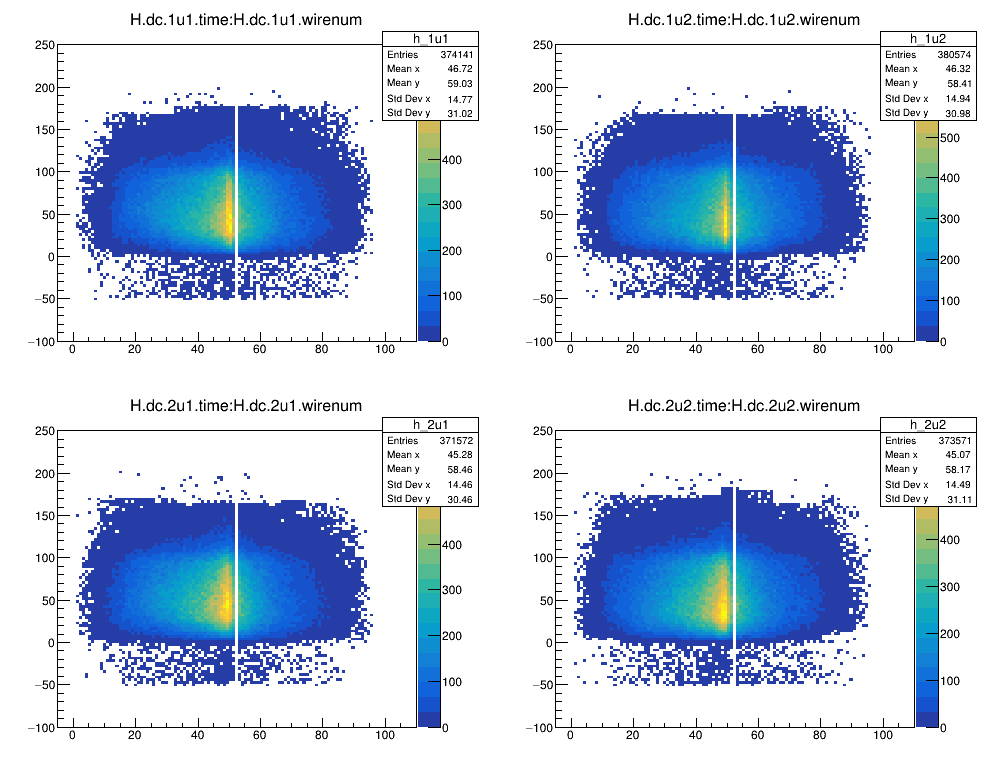 H.dc.1u1.time:H.dc.1u1.wirenum
h_1u1
Entries 374141
Mean x 46.72
Mean y 59.03
Std Dev x 14.77
Std Dev y 31.02
250
200
150
100
50
0
−50
−100
0 20 40 60 80 100
400
300
200
100
0
H.dc.1u2.time:H.dc.1u2.wirenum
h_1u2
Entries 380574
Mean x 46.32
Mean y 58.41
Std Dev x 14.94
Std Dev y 30.98
250
200
150
100
50
0
−50
−100
0 20 40 60 80 100
500
400
300
200
100
0
H.dc.2u1.time:H.dc.2u1.wirenum
h_2u1
Entries 371572
Mean x 45.28
Mean y 58.46
Std Dev x 14.46
Std Dev y 30.46
250
200
150
100
50
0
−50
−100
0 20 40 60 80 100
400
300
200
100
0
H.dc.2u2.time:H.dc.2u2.wirenum
h_2u2
Entries 373571
Mean x 45.07
Mean y 58.17
Std Dev x 14.49
Std Dev y 31.11
250
200
150
100
50
0
−50
−100
0 20 40 60 80 100
400
300
200
100
0